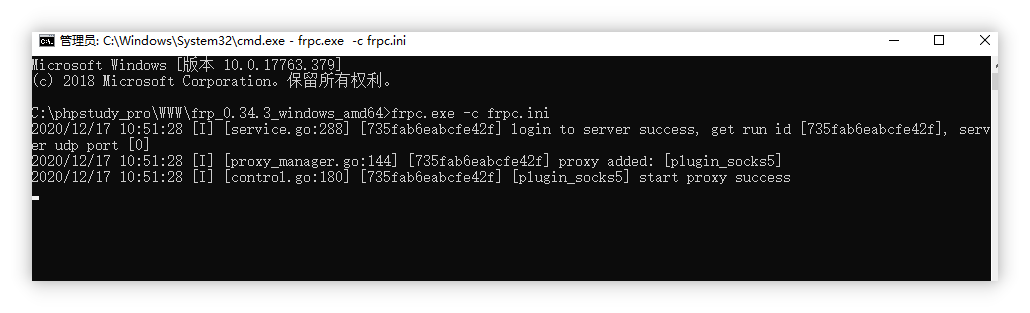 管理员: C:\Windows\System32\cmd.exe - frpc.exe -c frpc.ini
Microsoft Windows [版本 10.0.17763.379]
(c) 2018 Microsoft Corporation。保留所有权利。
C:\phpstudy_pro\WWW\frp_0.34.3_windows_amd64>frpc.exe -c frpc.ini
2020/12/17 10:51:28 [I] [service.go:288] [735fab6eabcfe42f] login to server success, get run id [735fab6eabcfe42f], serv
er udp port [0]
2020/12/17 10:51:28 [I] [proxy_manager.go:144] [735fab6eabcfe42f] proxy added: [plugin_socks5]
2020/12/17 10:51:28 [I] [control.go:180] [735fab6eabcfe42f] [plugin_socks5] start proxy success